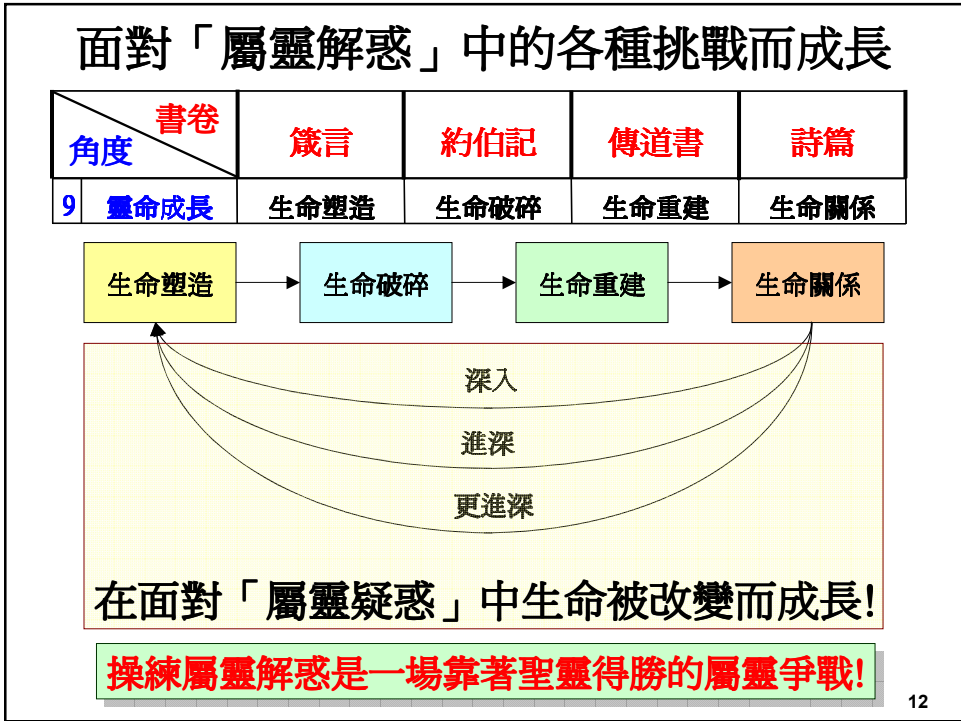 面對「屬靈解惑」中的各種挑戰而成長
書卷
角度
箴言 約伯記 傳道書 詩篇
9 靈命成長 生命塑造 生命破碎 生命重建 生命關係
生命塑造 生命破碎 生命重建 生命關係
深入
進深
更進深
在面對「屬靈疑惑」中生命被改變而成長!
操練屬靈解惑是一場靠著聖靈得勝的屬靈爭戰!
12